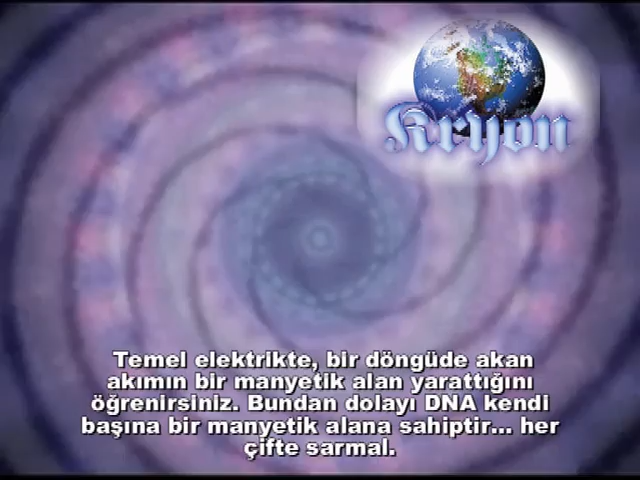 Kryon
Temel elektrikte, bir döngüde akan
akımın bir manyetik alan yarattığını
öğrenirsiniz. Bundan dolayı DNA kendi
başına bir manyetik alana sahiptir... her
çifte sarmal.